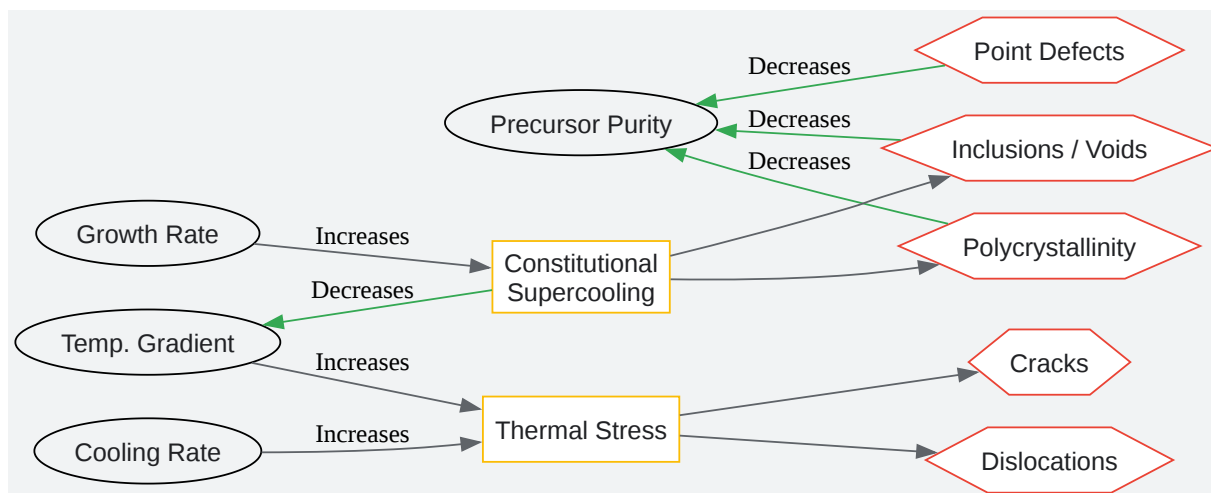 Point Defects
Decreases
Precursor Purity
Decreases
Inclusions / Voids
Decreases
Growth Rate
Increases
Polycrystallinity
Constitutional
Supercooling
Decreases
Temp. Gradient
Increases
Cracks
Thermal Stress
Cooling Rate
Increases
Dislocations